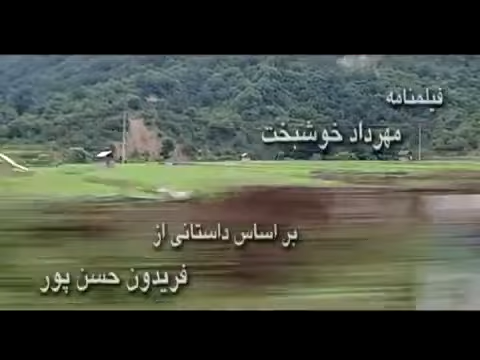 فیلمنامه
مهرداد خوشبخت
بر اساس داستانی از
فریدون حسن پور